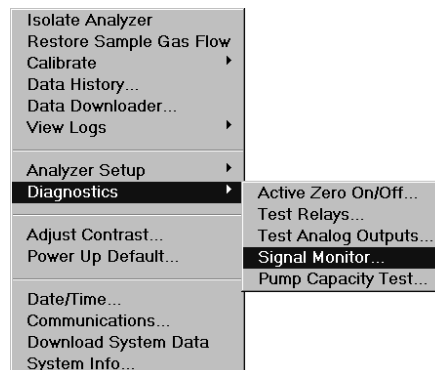 Isolate Analyzer
Restore Sample Gas Flow
Calibrate
Data History...
Data Downloader...
View Logs
Analyzer Setup
Diagnostics
Adjust Contrast...
Power Up Default...
Date/Time...
Communications...
Download System Data
System Info...
Active Zero On/Off...
Test Relays...
Test Analog Outputs...
Signal Monitor...
Pump Capacity Test...